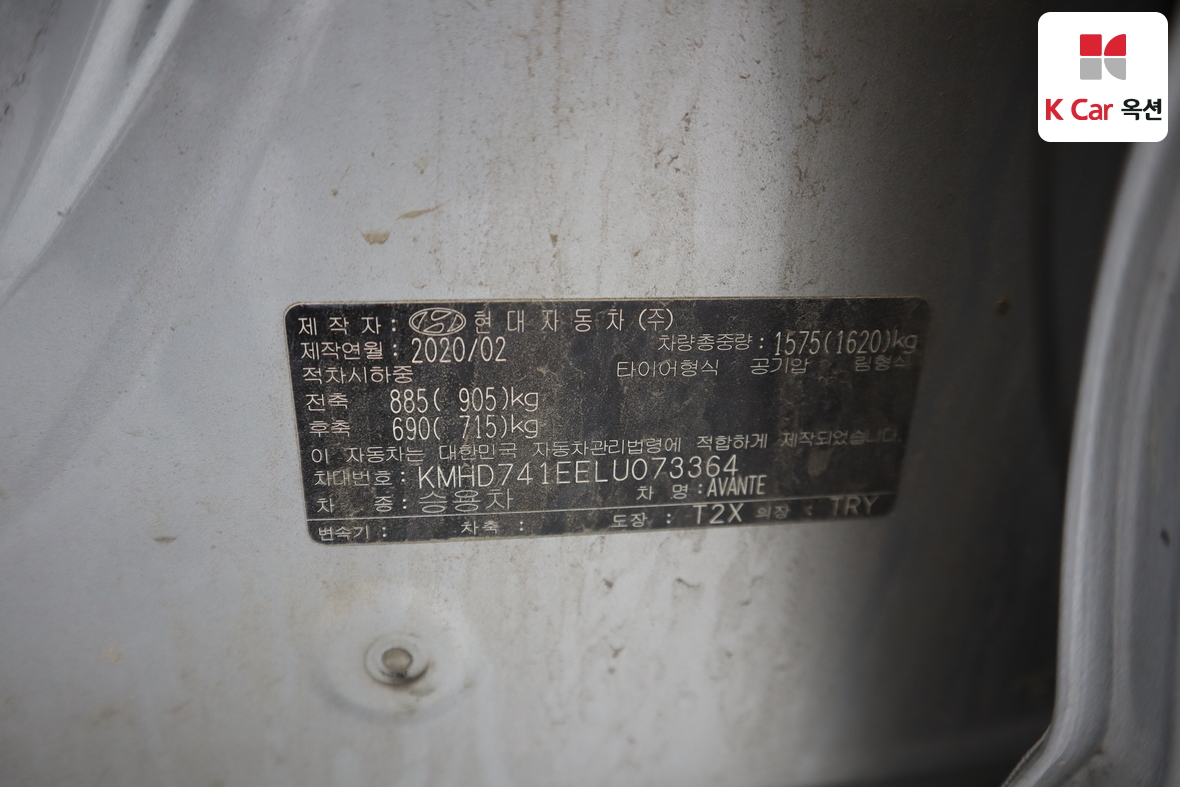 K Car 옥션
제 작 자 : 현 대 자 동 차 (주)
제작연월 : 2020/02 차량총중량 : 1575(1620)kg
적차시하중 타이어형식 공기압 림형식
전축 885( 905)kg
후축 690( 715)kg
이 자동차는 대한민국 자동차관리법령에 적합하게 제작되었습니다.
차대번호 : KMHD741EELU073364
차 종 : 승용차 차 명 : AVANTE
변속기 : 차축 : 도장 : T2X 의장 : TRY